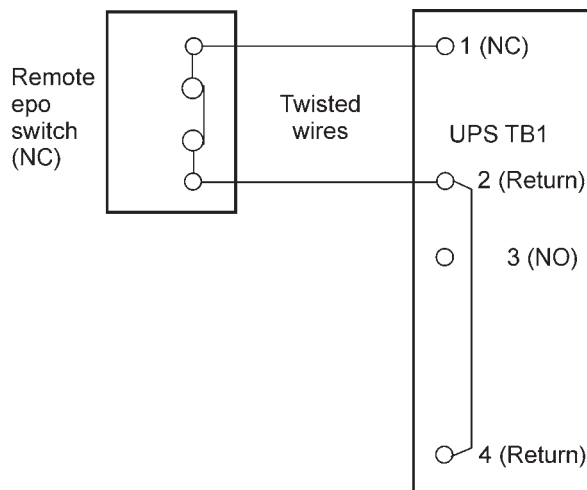 Remote
epo
switch
(NC)
Twisted
wires
1 (NC)
UPS TB1
2 (Return)
3 (NO)
4 (Return)